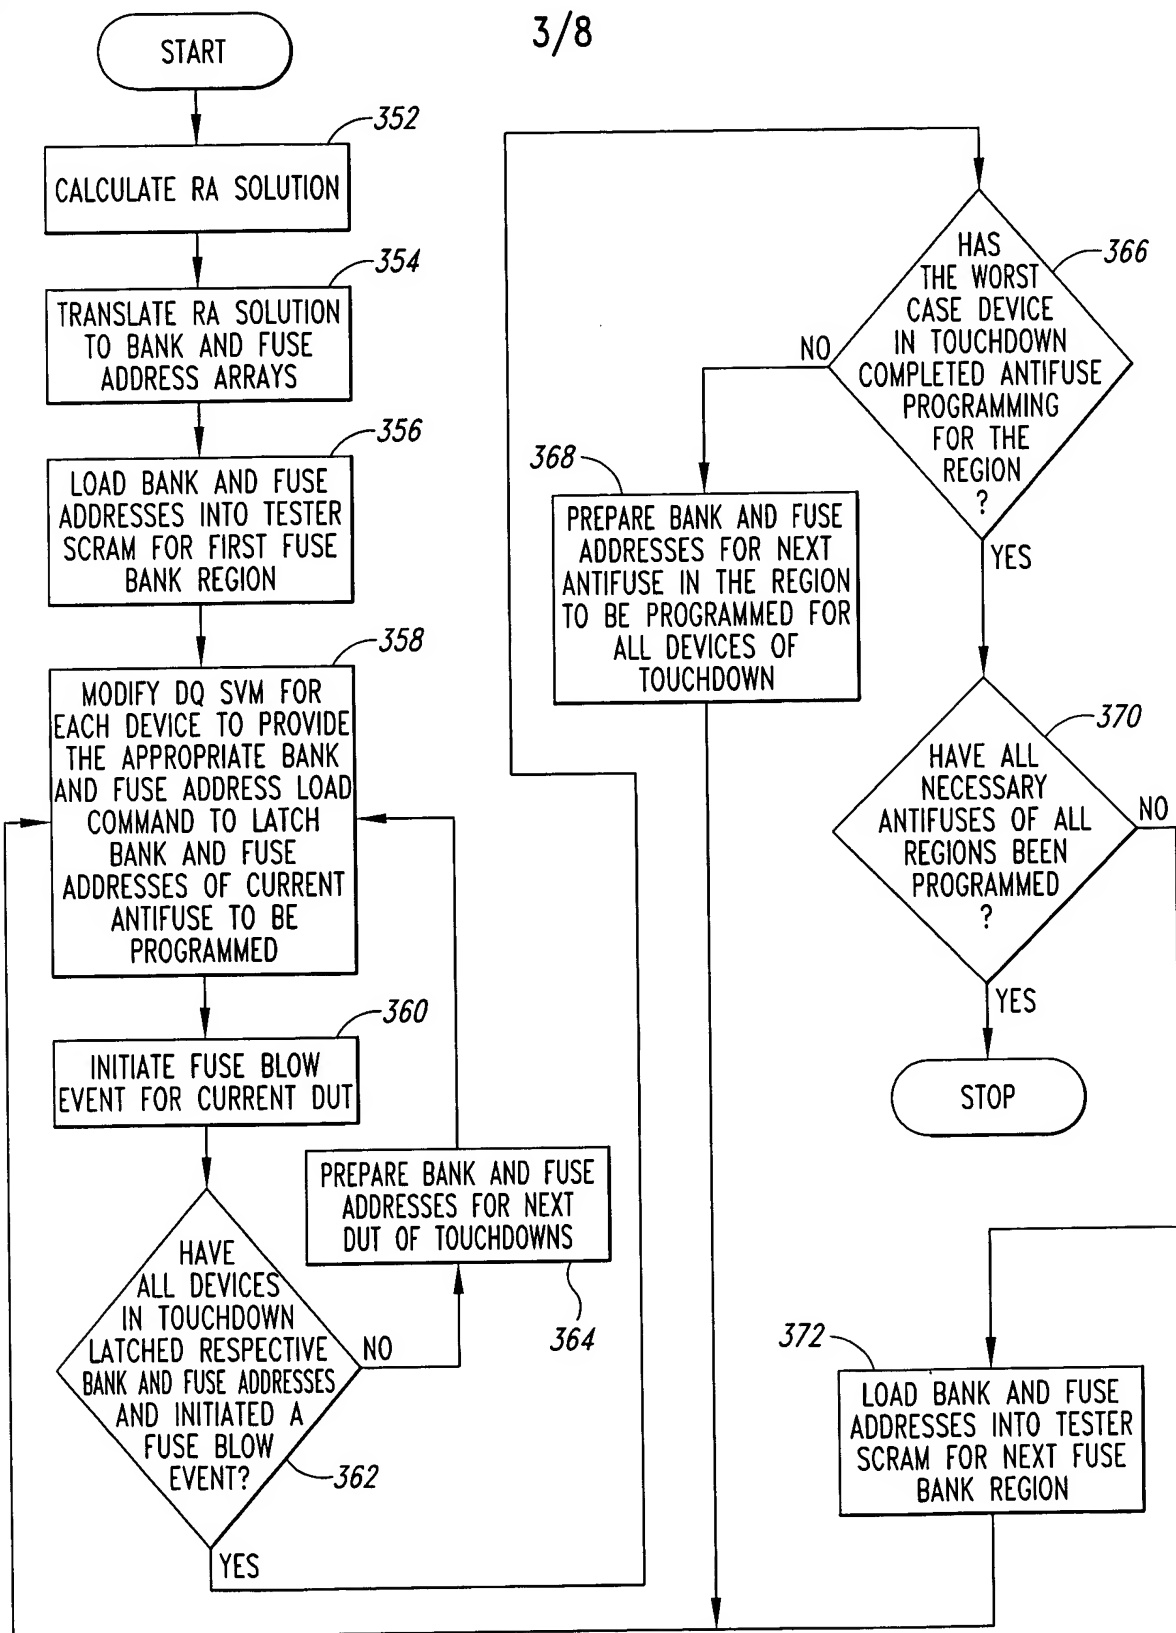 3/8
START
352
CALCULATE RA SOLUTION
354
TRANSLATE RA SOLUTION
TO BANK AND FUSE
ADDRESS ARRAYS
356
LOAD BANK AND FUSE
ADDRESSES INTO TESTER
SCRAM FOR FIRST FUSE
BANK REGION
358
MODIFY DQ SVM FOR
EACH DEVICE TO PROVIDE
THE APPROPRIATE BANK
AND FUSE ADDRESS LOAD
COMMAND TO LATCH
BANK AND FUSE
ADDRESSES OF CURRENT
ANTIFUSE TO BE
PROGRAMMED
360
INITIATE FUSE BLOW
EVENT FOR CURRENT DUT
HAVE
ALL DEVICES
IN TOUCHDOWN
LATCHED RESPECTIVE
BANK AND FUSE ADDRESSES
AND INITIATED A
FUSE BLOW
EVENT?
362
NO
YES
PREPARE BANK AND FUSE
ADDRESSES FOR NEXT
DUT OF TOUCHDOWNS
364
HAS
THE WORST
CASE DEVICE
IN TOUCHDOWN
COMPLETED ANTIFUSE
PROGRAMMING
FOR THE
REGION
?
366
NO
YES
368
PREPARE BANK AND FUSE
ADDRESSES FOR NEXT
ANTIFUSE IN THE REGION
TO BE PROGRAMMED FOR
ALL DEVICES OF
TOUCHDOWN
370
HAVE ALL
NECESSARY
ANTIFUSES OF ALL
REGIONS BEEN
PROGRAMMED
?
NO
YES
STOP
372
LOAD BANK AND FUSE
ADDRESSES INTO TESTER
SCRAM FOR NEXT FUSE
BANK REGION